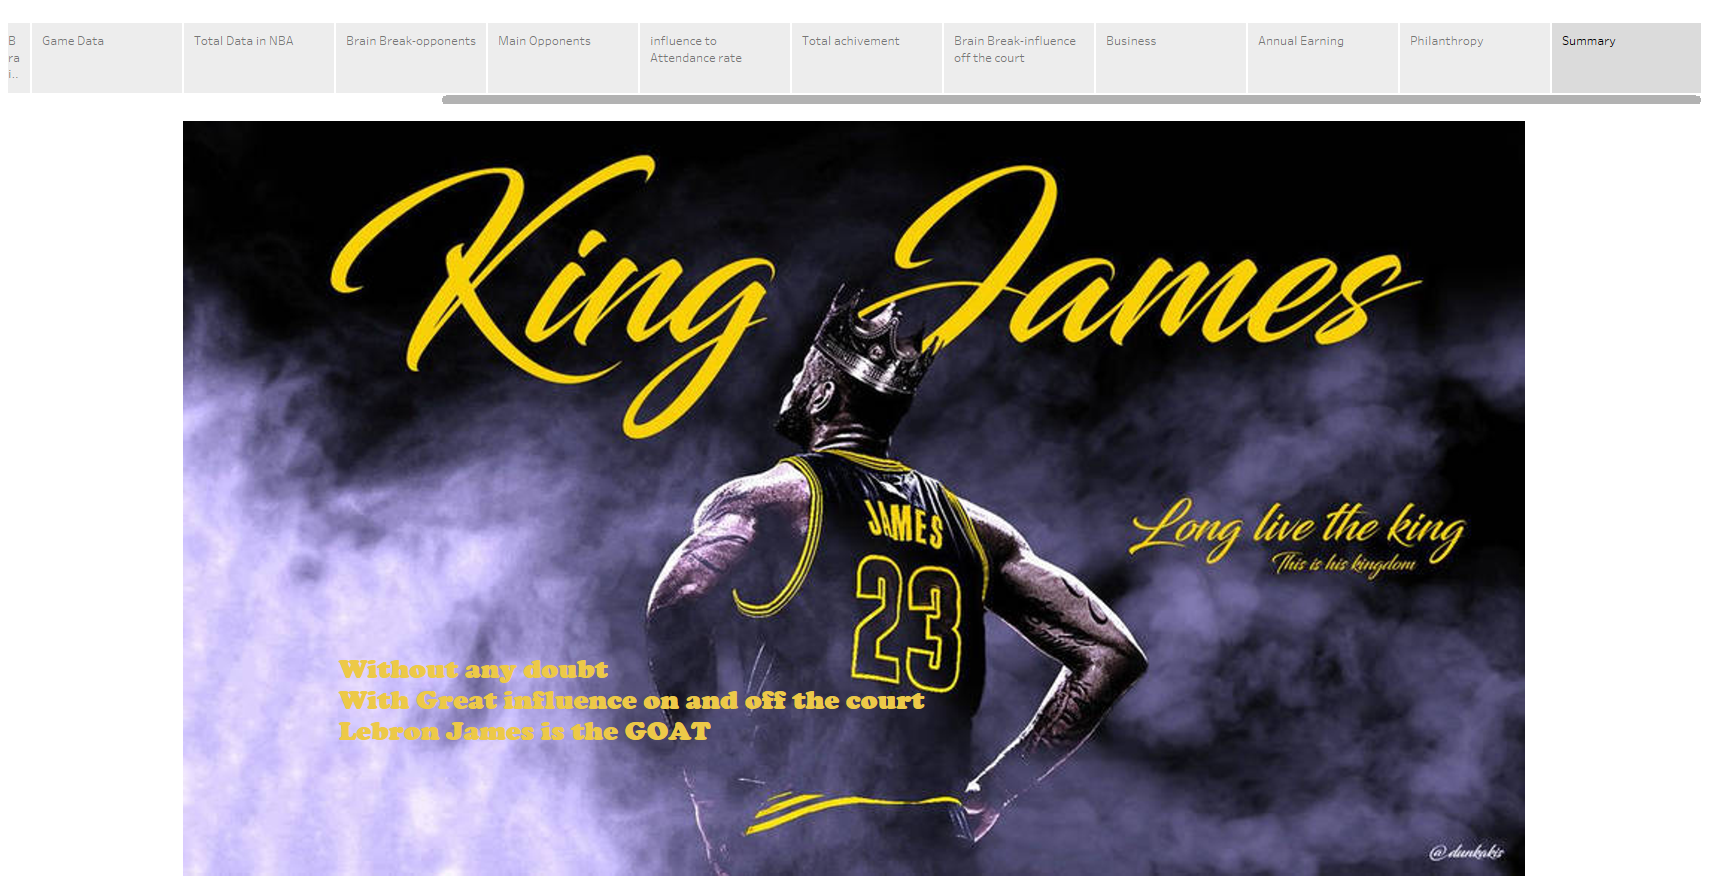 B
ra
i..
Game Data
Total Data in NBA
Brain Break-opponents
Main Opponents
influence to
Attendance rate
Total achivement
Brain Break-influence
off the court
Business
Annual Earning
Philanthropy
Summary
King James
JAMES
23
Long live the king
This is his kingdom
Without any doubt
With Great influence on and off the court
Lebron James is the GOAT
@dunkakis